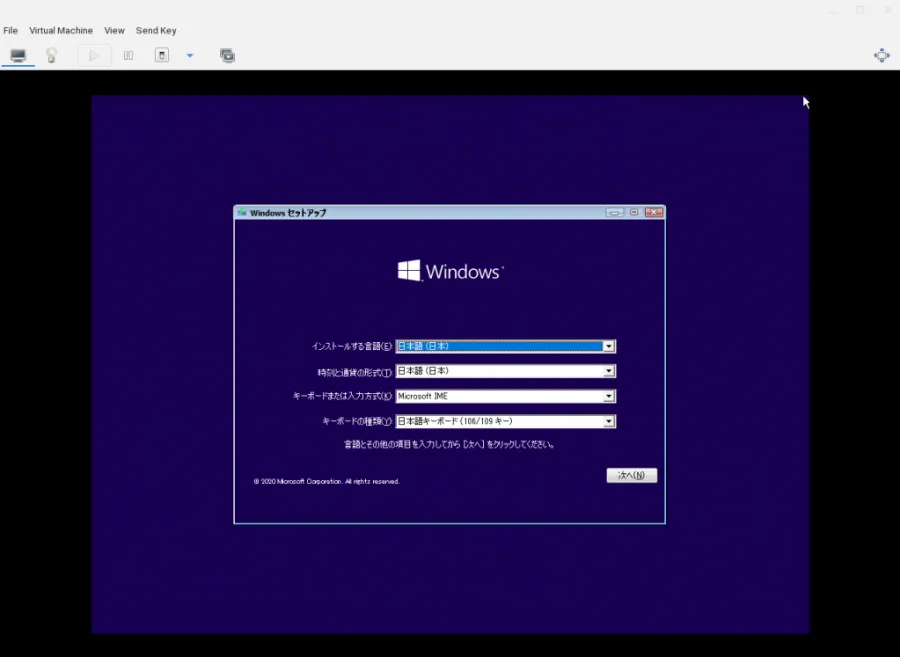 File Virtual Machine View Send Key
Windows セットアップ
Windows
インストールする言語(E): 日本語 (日本)
時刻と通貨の形式(T): 日本語 (日本)
キーボードまたは入力方式(K): Microsoft IME
キーボードの種類(Y): 日本語キーボード (106/109 キー)
言語とその他の項目を入力してから [次へ] をクリックしてください。
© 2020 Microsoft Corporation. All rights reserved.
次へ(N)